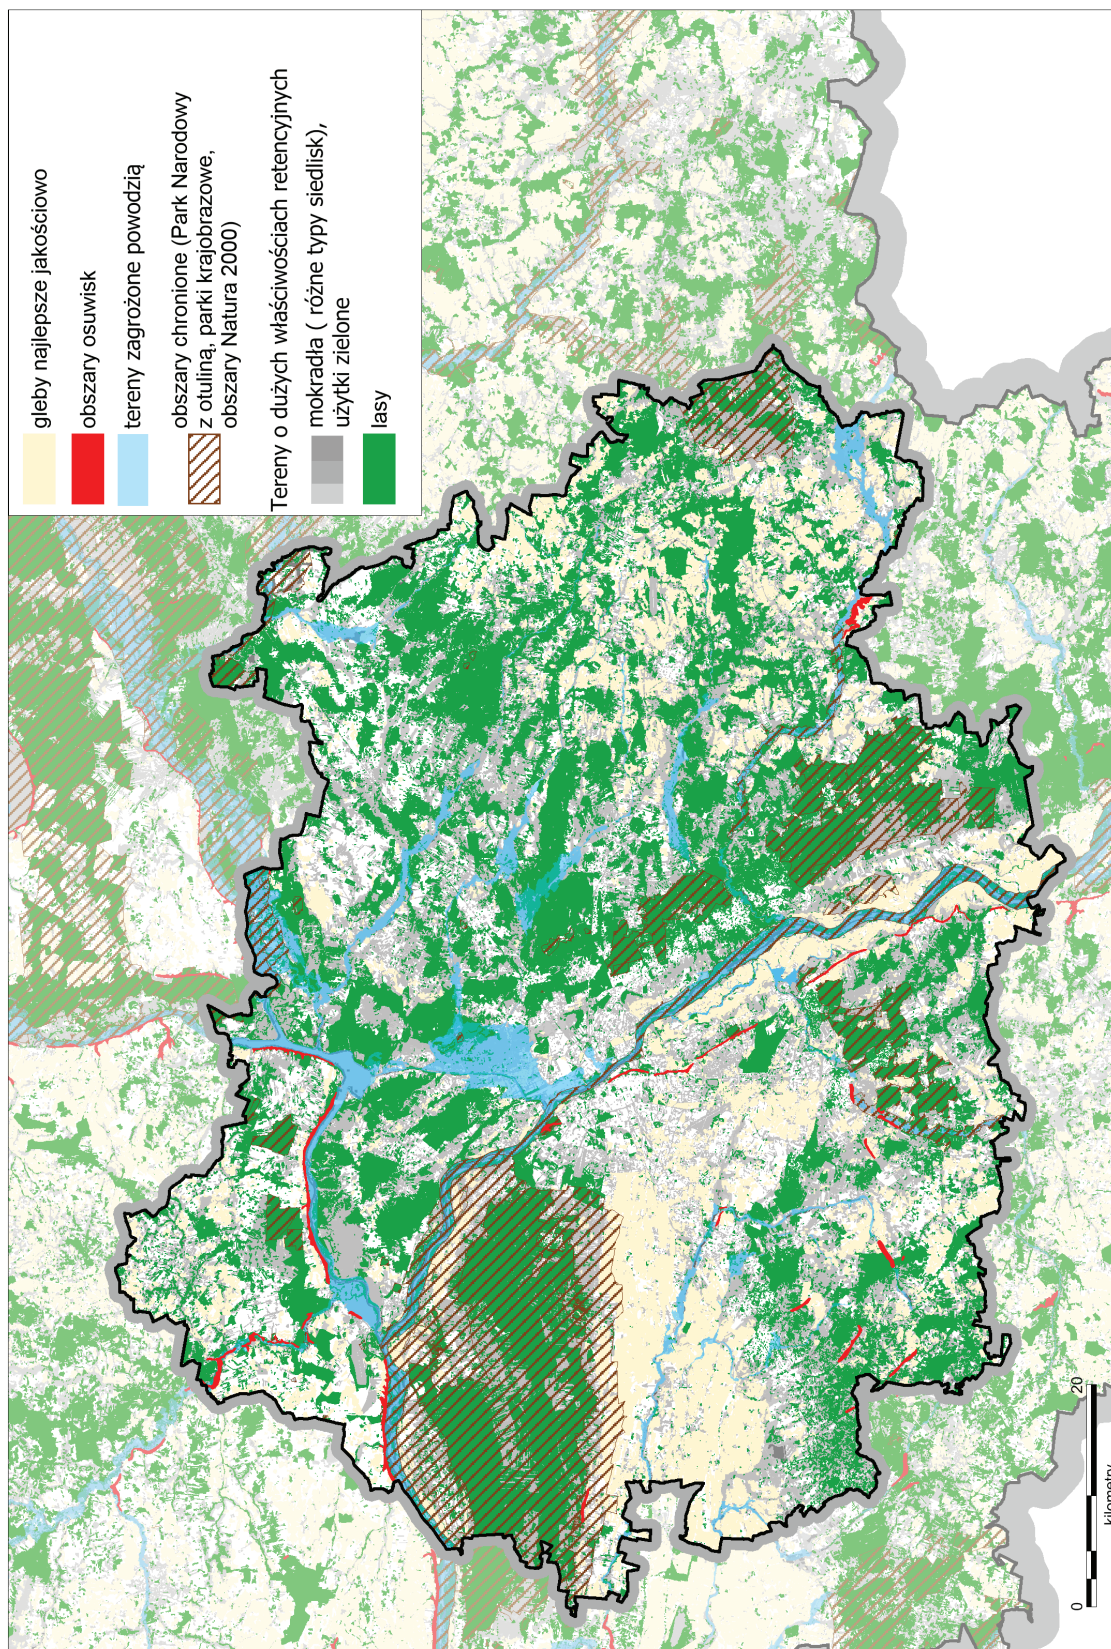 gleby najlepsze jakościowo
obszary osuwisk
tereny zagrożone powodzią
obszary chronione (Park Narodowy
z otuliną, parki krajobrazowe,
obszary Natura 2000)
Tereny o dużych właściwościach retencyjnych
mokradła ( różne typy siedlisk),
użytki zielone
lasy
0
20
kilometry